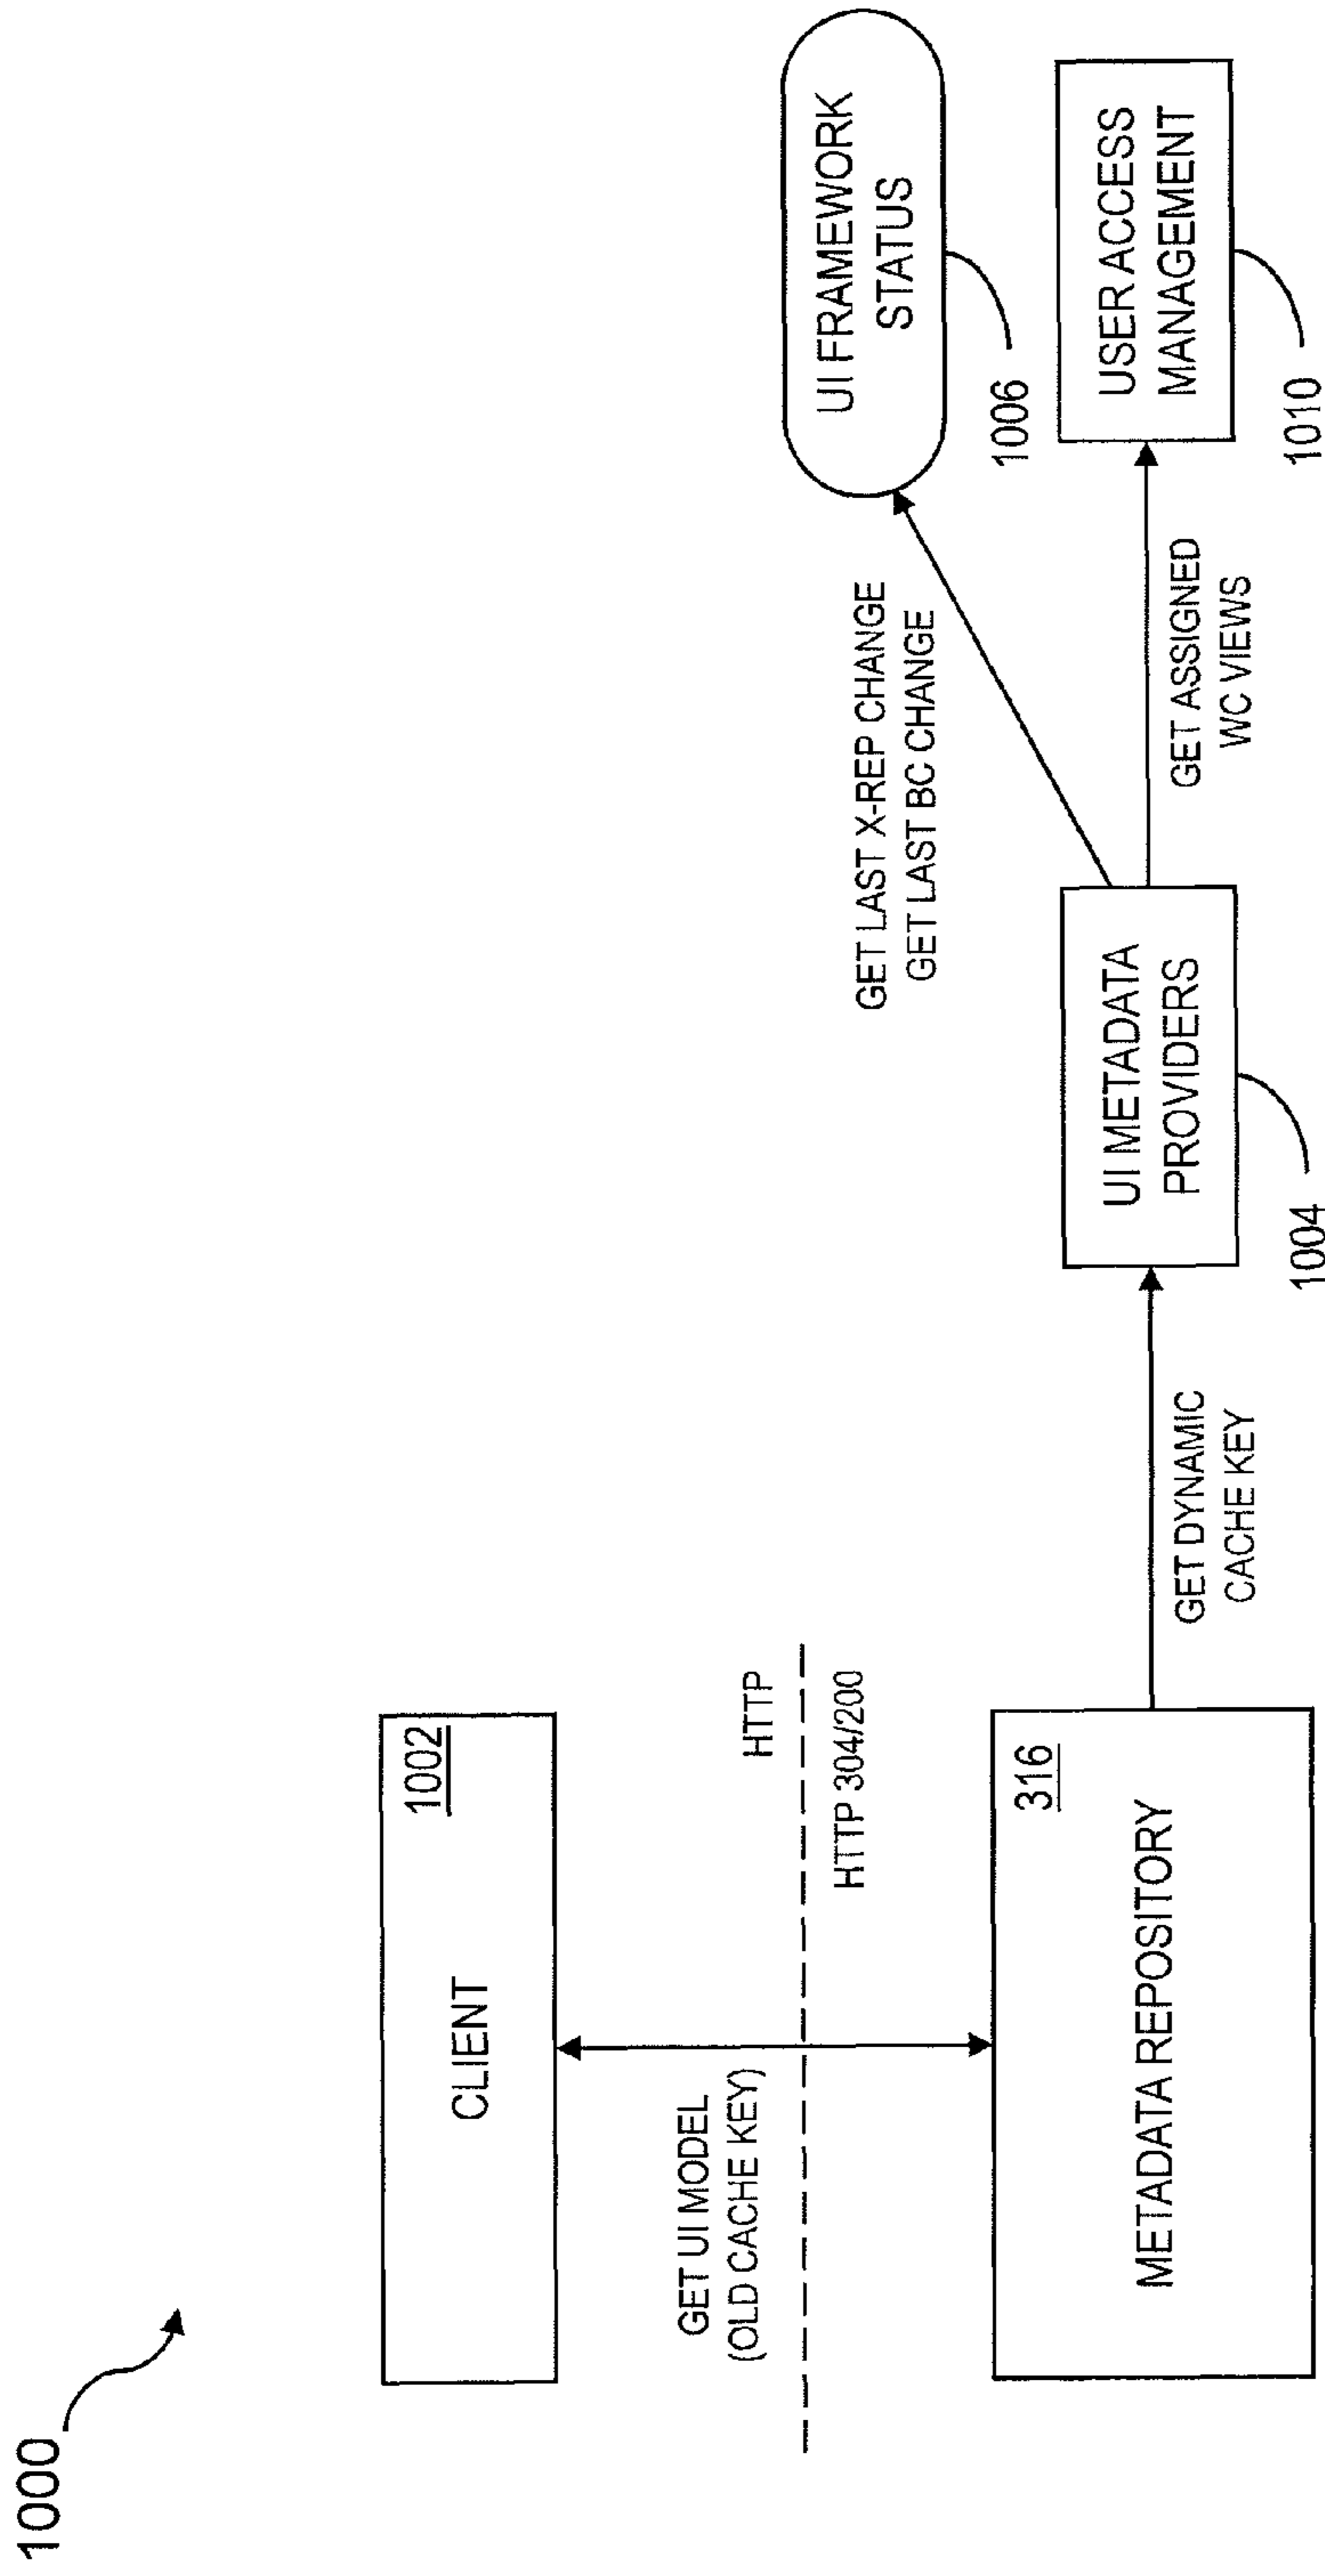 1000
CLIENT
1002
GET UI MODEL
(OLD CACHE KEY)
HTTP
HTTP 304/200
METADATA REPOSITORY
316
GET DYNAMIC
CACHE KEY
UI METADATA
PROVIDERS
1004
GET LAST X-REP CHANGE
GET LAST BC CHANGE
GET ASSIGNED
WC VIEWS
UI FRAMEWORK
STATUS
1006
USER ACCESS
MANAGEMENT
1010